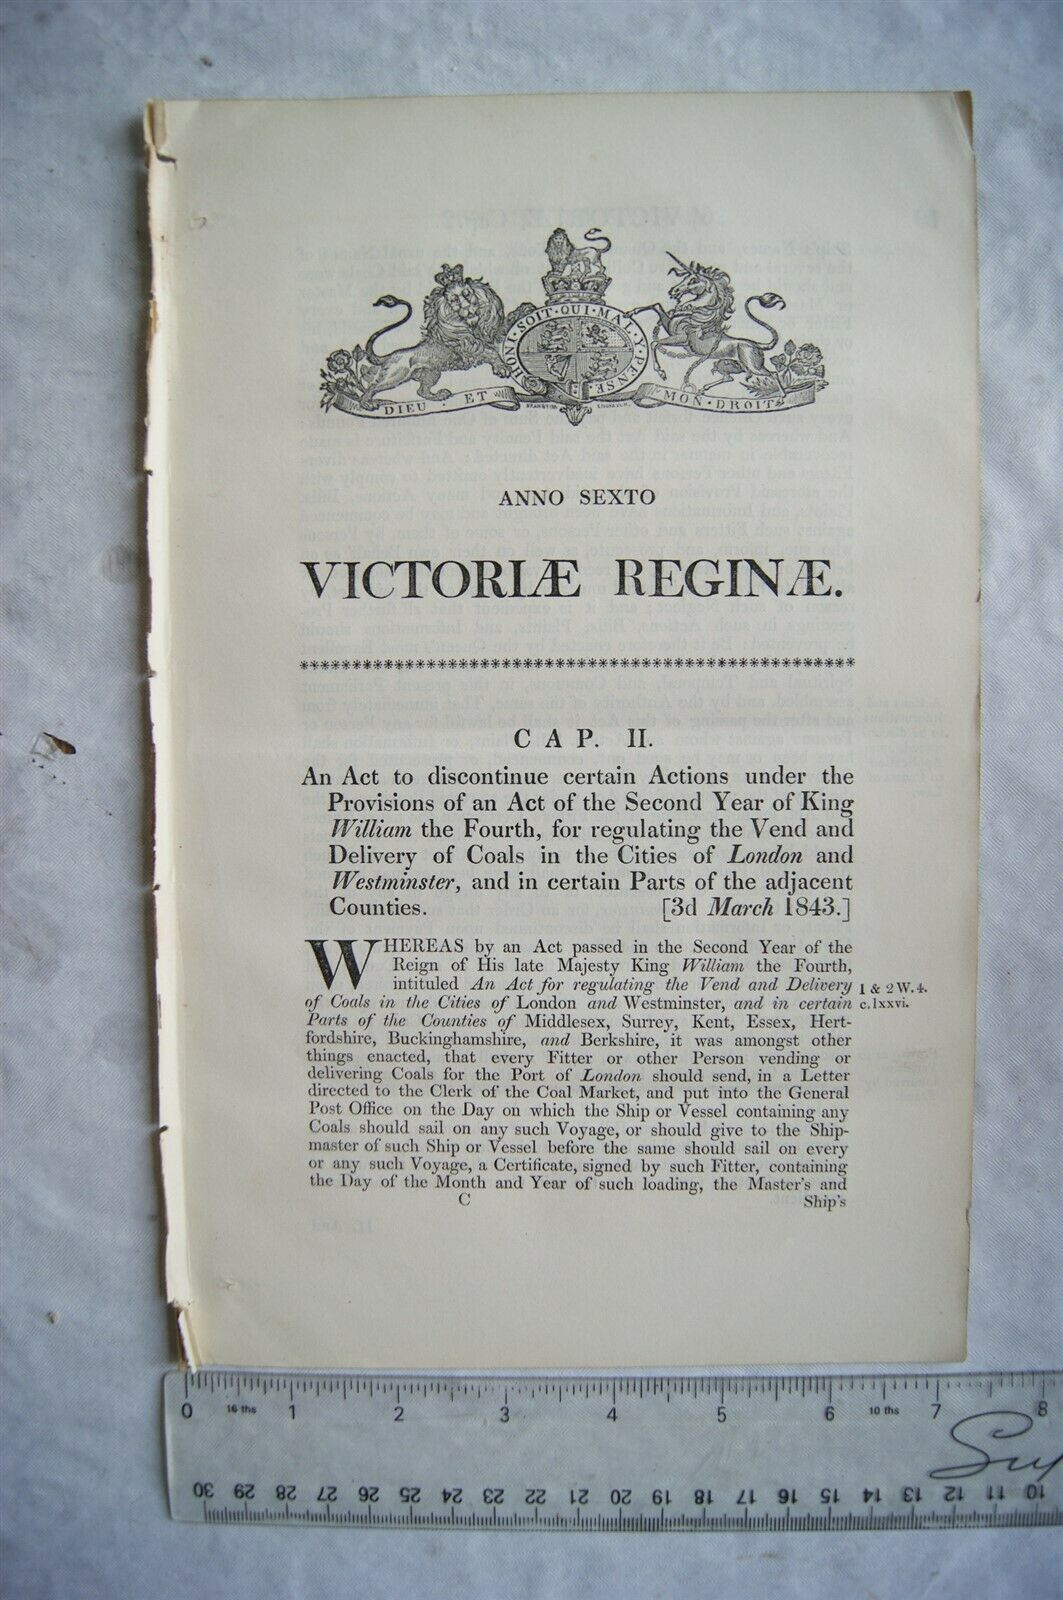 HONI·SOIT·QUI·MAL·Y·PENSE
DIEU · ET
MON·DROIT
ANNO SEXTO
VICTORIÆ REGINÆ.
*****************************************************
CAP. II.
An Act to discontinue certain Actions under the
Provisions of an Act of the Second Year of King
William the Fourth, for regulating the Vend and
Delivery of Coals in the Cities of London and
Westminster, and in certain Parts of the adjacent
Counties. [3d March 1843.]
WHEREAS by an Act passed in the Second Year of the
Reign of His late Majesty King William the Fourth,
intituled An Act for regulating the Vend and Delivery 1 & 2 W. 4.
of Coals in the Cities of London and Westminster, and in certain c. lxxvi.
Parts of the Counties of Middlesex, Surrey, Kent, Essex, Hert-
fordshire, Buckinghamshire, and Berkshire, it was amongst other
things enacted, that every Fitter or other Person vending or
delivering Coals for the Port of London should send, in a Letter
directed to the Clerk of the Coal Market, and put into the General
Post Office on the Day on which the Ship or Vessel containing any
Coals should sail on any such Voyage, or should give to the Ship-
master of such Ship or Vessel before the same should sail on every
or any such Voyage, a Certificate, signed by such Fitter, containing
the Day of the Month and Year of such loading, the Master's and
C Ship's
0 16 ths 1 2 3 4 5 6 10 ths 7 8
30 29 28 27 26 25 24 23 22 21 20 19 18 17 16 15 14 13 12 11 10